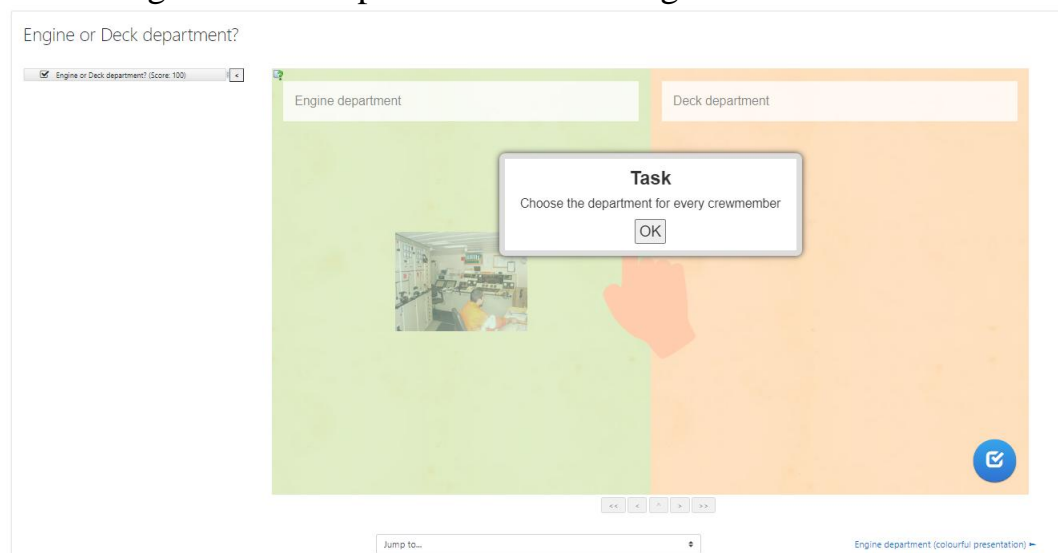 Engine or Deck department?
Engine or Deck department? (Score: 100)
<
Engine department
Deck department
Task
Choose the department for every crewmember
OK
<< < ^ > >>
Jump to...
Engine department (colourful presentation) ►